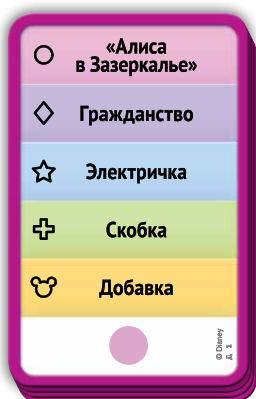 «Алиса
в Зазеркалье»
Гражданство
Электричка
Скобка
Добавка
© Disney
Д 1